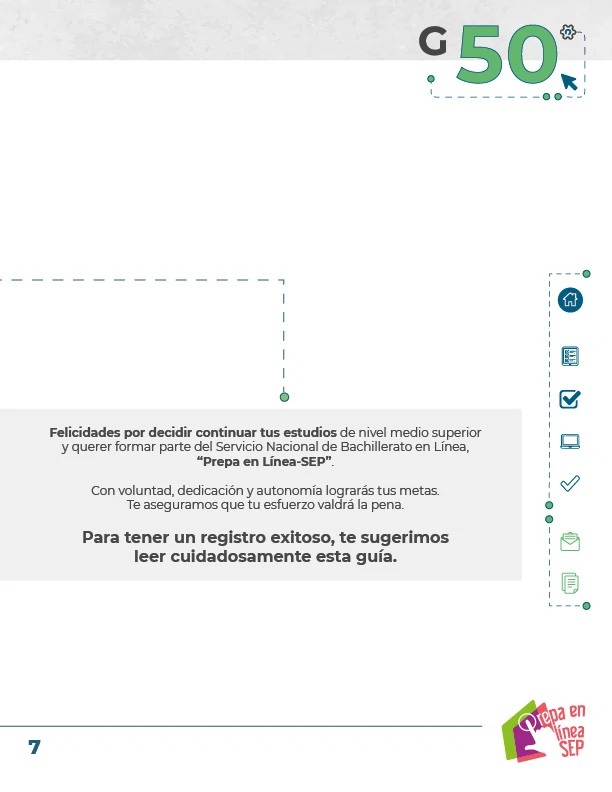 G 50
Felicidades por decidir continuar tus estudios de nivel medio superior
y querer formar parte del Servicio Nacional de Bachillerato en Línea,
“Prepa en Línea-SEP”.
Con voluntad, dedicación y autonomía lograrás tus metas.
Te aseguramos que tu esfuerzo valdrá la pena.
Para tener un registro exitoso, te sugerimos
leer cuidadosamente esta guía.
7
Prepa en
línea
SEP